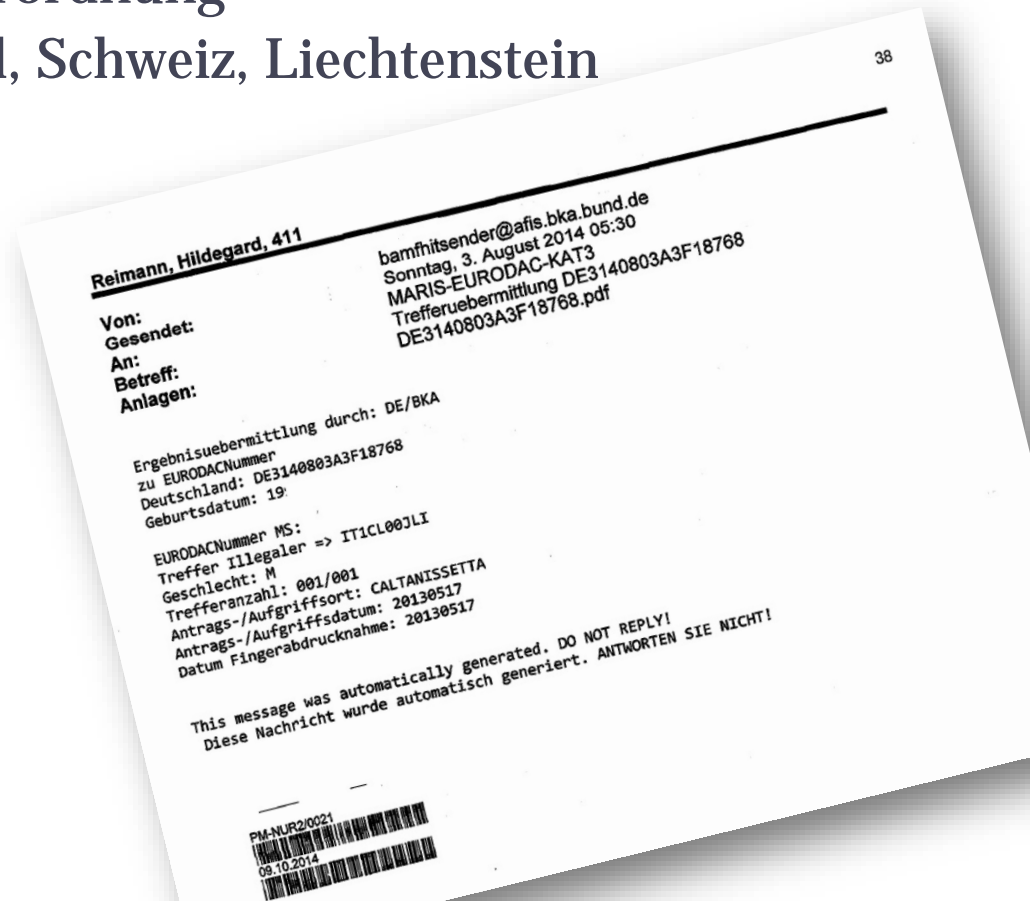 rordnung
l, Schweiz, Liechtenstein
38
Reimann, Hildegard, 411
Von: bamfhitsender@afis.bka.bund.de
Gesendet: Sonntag, 3. August 2014 05:30
An: MARIS-EURODAC-KAT3
Betreff: Trefferuebermittlung DE3140803A3F18768
Anlagen: DE3140803A3F18768.pdf
Ergebnisuebermittlung durch: DE/BKA
zu EURODACNummer
Deutschland: DE3140803A3F18768
Geburtsdatum: 19
EURODACNummer MS:
Treffer Illegaler => IT1CL00JLI
Geschlecht: M
Trefferanzahl: 001/001
Antrags-/Aufgriffsort: CALTANISSETTA
Antrags-/Aufgriffsdatum: 20130517
Datum Fingerabdrucknahme: 20130517
This message was automatically generated. DO NOT REPLY!
Diese Nachricht wurde automatisch generiert. ANTWORTEN SIE NICHT!
PM-NUR2/0021
09.10.2014